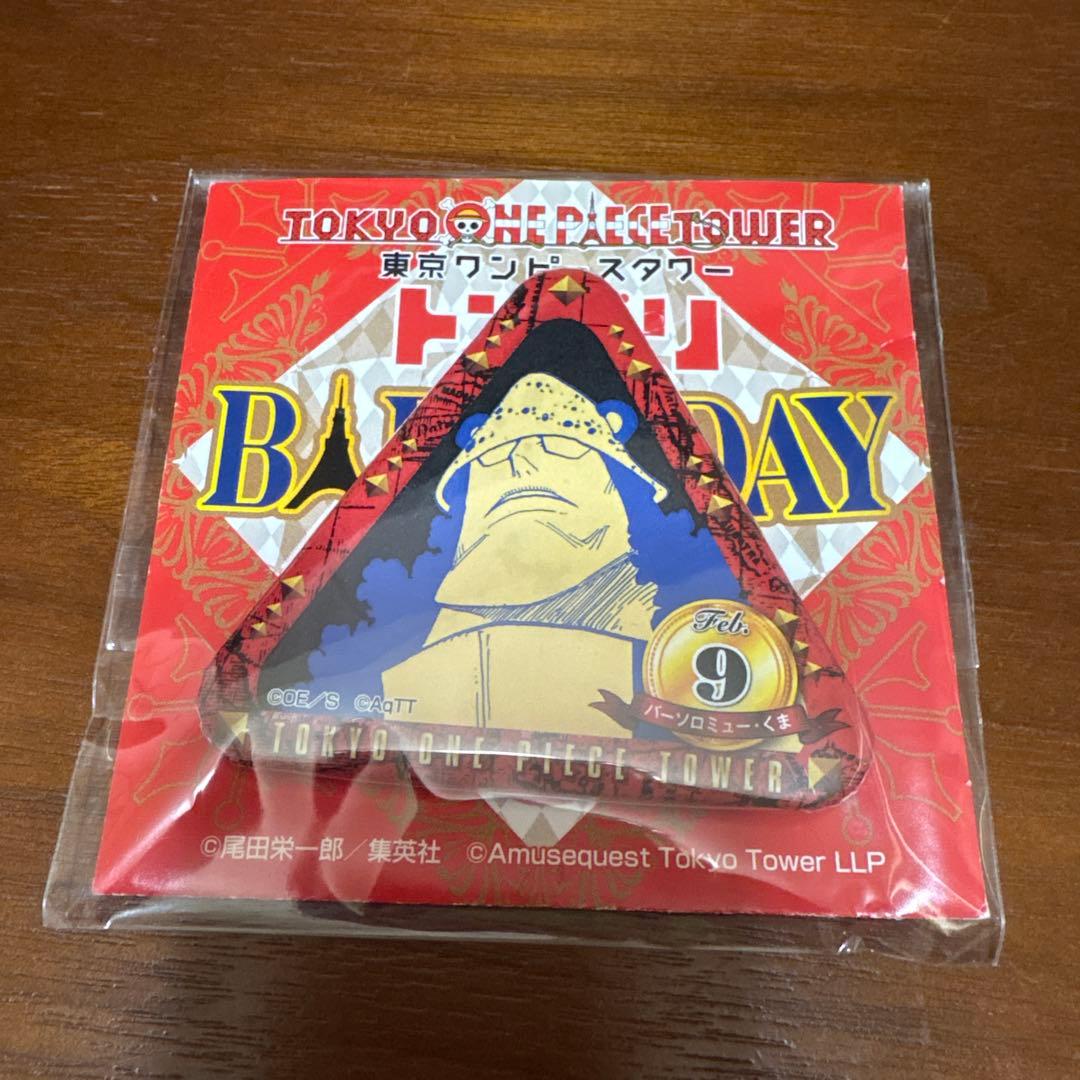 TOKYO ONE PIECE TOWER
東京ワンピ スタワー
DAY
Feb.
9
バーソロミュー・くま
©OE/S ©AqTT
TOKYO ONE PIECE TOWER
©尾田栄一郎/集英社 ©Amusequest Tokyo Tower LLP